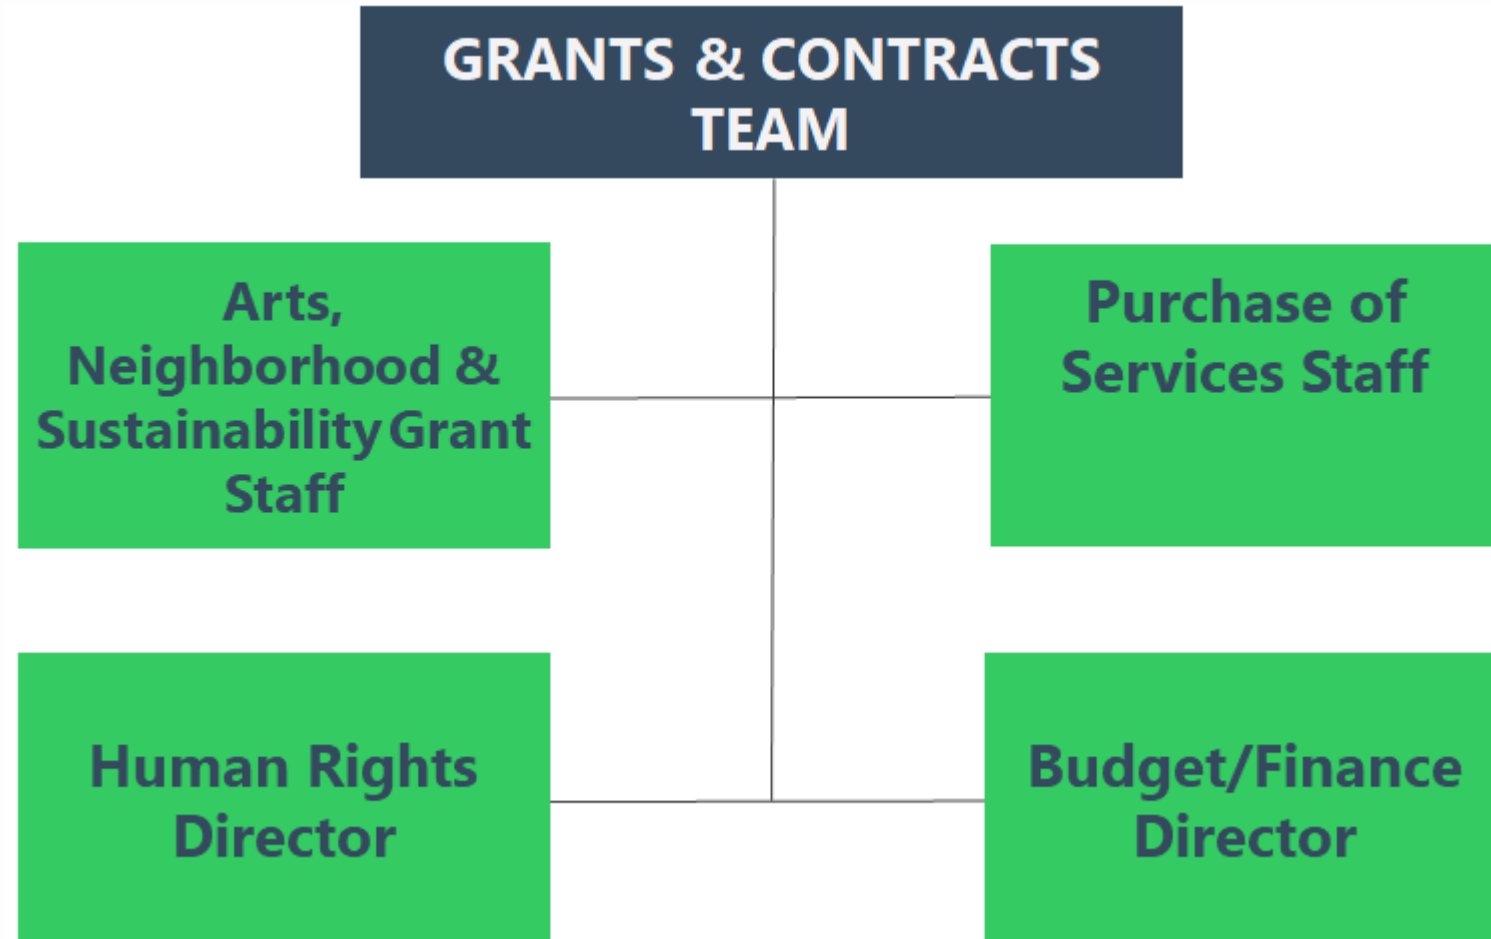 GRANTS & CONTRACTS
TEAM
Arts,
Neighborhood &
Sustainability Grant
Staff
Purchase of
Services Staff
Human Rights
Director
Budget/Finance
Director